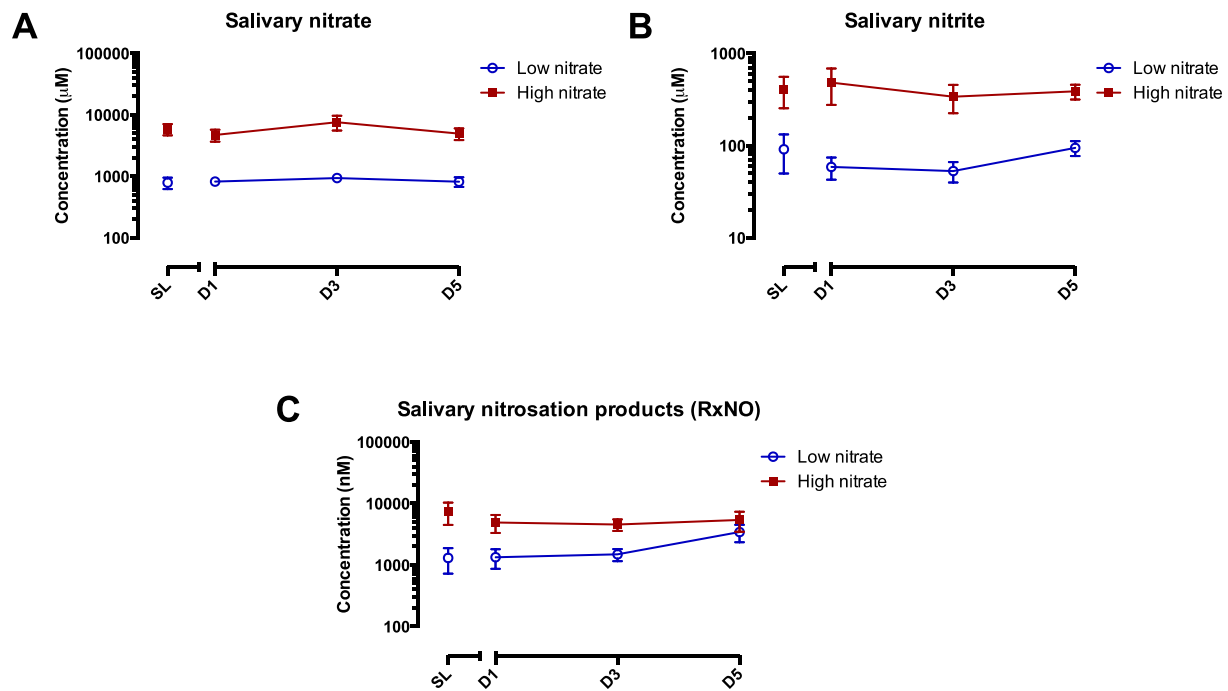 A
Salivary nitrate
Concentration (μM)
100000
10000
1000
100
SL
D1
D3
D5
Low nitrate
High nitrate
B
Salivary nitrite
Concentration (μM)
1000
100
10
SL
D1
D3
D5
Low nitrate
High nitrate
C
Salivary nitrosation products (RxNO)
Concentration (nM)
100000
10000
1000
100
SL
D1
D3
D5
Low nitrate
High nitrate